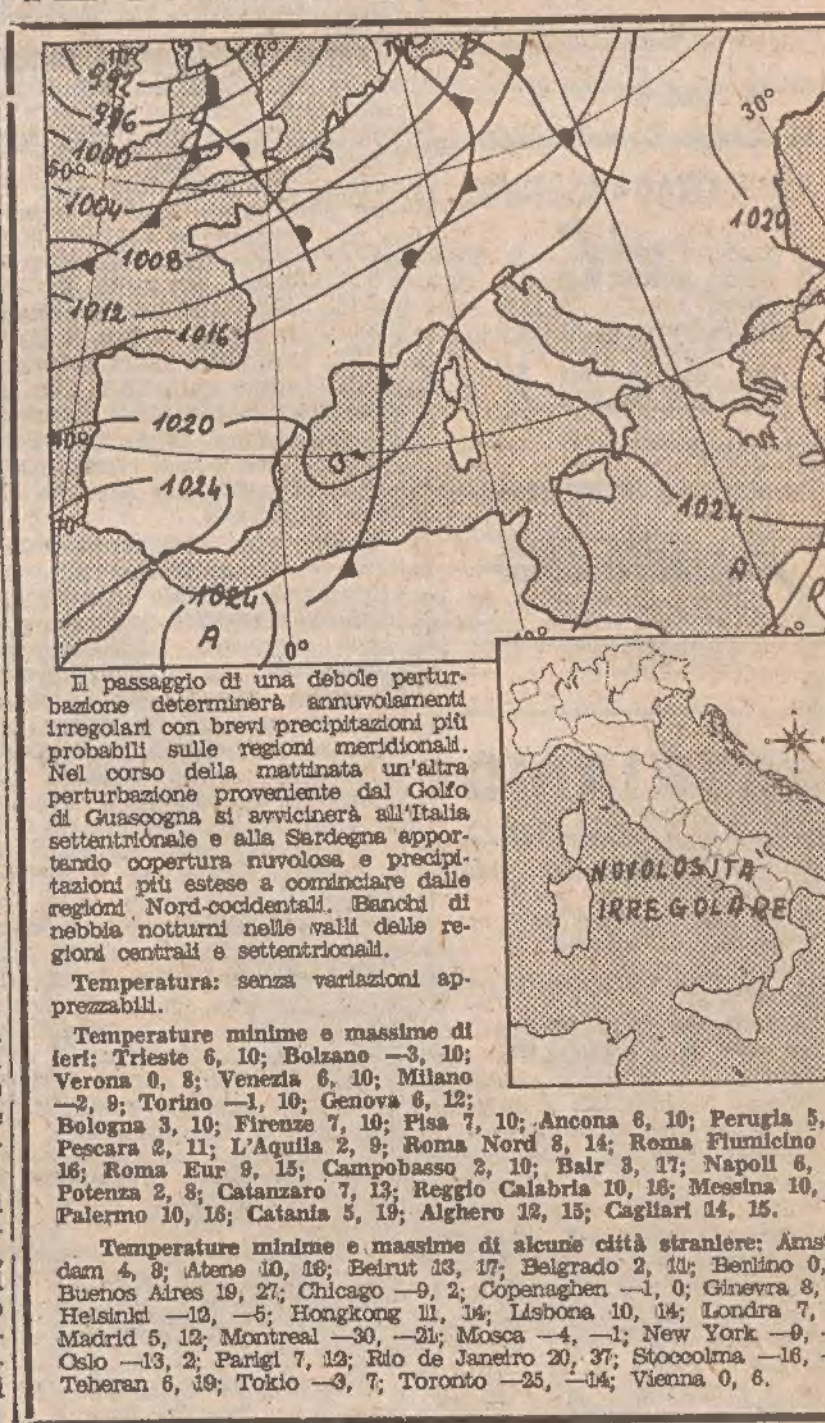 10°
0°
10°
992
996
1000
50°
1004
1008
1012
1016
30°
1020
1020
40°
1024
1024
10°
A
1024
A
0°
10°
Il passaggio di una debole pertur-
bazione determinerà annuvolamenti
irregolari con brevi precipitazioni più
probabili sulle regioni meridionali.
Nel corso della mattinata un'altra
perturbazione proveniente dal Golfo
di Guascogna si avvicinerà all'Italia
settentrionale e alla Sardegna appor-
tando copertura nuvolosa e precipi-
tazioni più estese a cominciare dalle
regioni Nord-occidentali. Banchi di
nebbia notturni nelle valli delle re-
gioni centrali e settentrionali.
Temperatura: senza variazioni ap-
prezzabili.
NUVOLOSITA
IRREGOLARE
Temperature minime e massime di
ieri: Trieste 6, 10; Bolzano —3, 10;
Verona 0, 8; Venezia 6, 10; Milano
—2, 9; Torino —1, 10; Genova 6, 12;
Bologna 3, 10; Firenze 7, 10; Pisa 7, 10; Ancona 6, 10; Perugia 5,
Pescara 2, 11; L'Aquila 2, 9; Roma Nord 8, 14; Roma Fiumicino
16; Roma Eur 9, 15; Campobasso 2, 10; Bair 3, 17; Napoli 6,
Potenza 2, 8; Catanzaro 7, 13; Reggio Calabria 10, 16; Messina 10,
Palermo 10, 16; Catania 5, 19; Alghero 12, 15; Cagliari 14, 15.
Temperature minime e massime di alcune città straniere: Ams
dam 4, 8; Atene 10, 16; Beirut 13, 17; Belgrado 2, 11; Berlino 0,
Buenos Aires 19, 27; Chicago —9, 2; Copenaghen —1, 0; Ginevra 8,
Helsinki —12, —5; Hongkong 11, 14; Lisbona 10, 14; Londra 7,
Madrid 5, 12; Montreal —30, —21; Mosca —4, —1; New York —9, -
Oslo —13, 2; Parigi 7, 12; Rio de Janeiro 20, 37; Stoccolma —16, -
Teheran 6, 19; Tokio —3, 7; Toronto —25, —14; Vienna 0, 6.